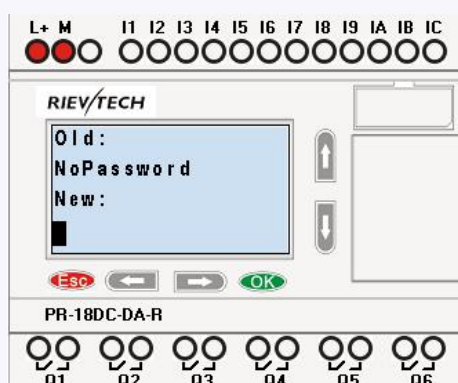 L+ M I1 I2 I3 I4 I5 I6 I7 I8 I9 IA IB IC
RIEVTECH
Old:
NoPassword
New:
Esc OK
PR-18DC-DA-R
Q1 Q2 Q3 Q4 Q5 Q6